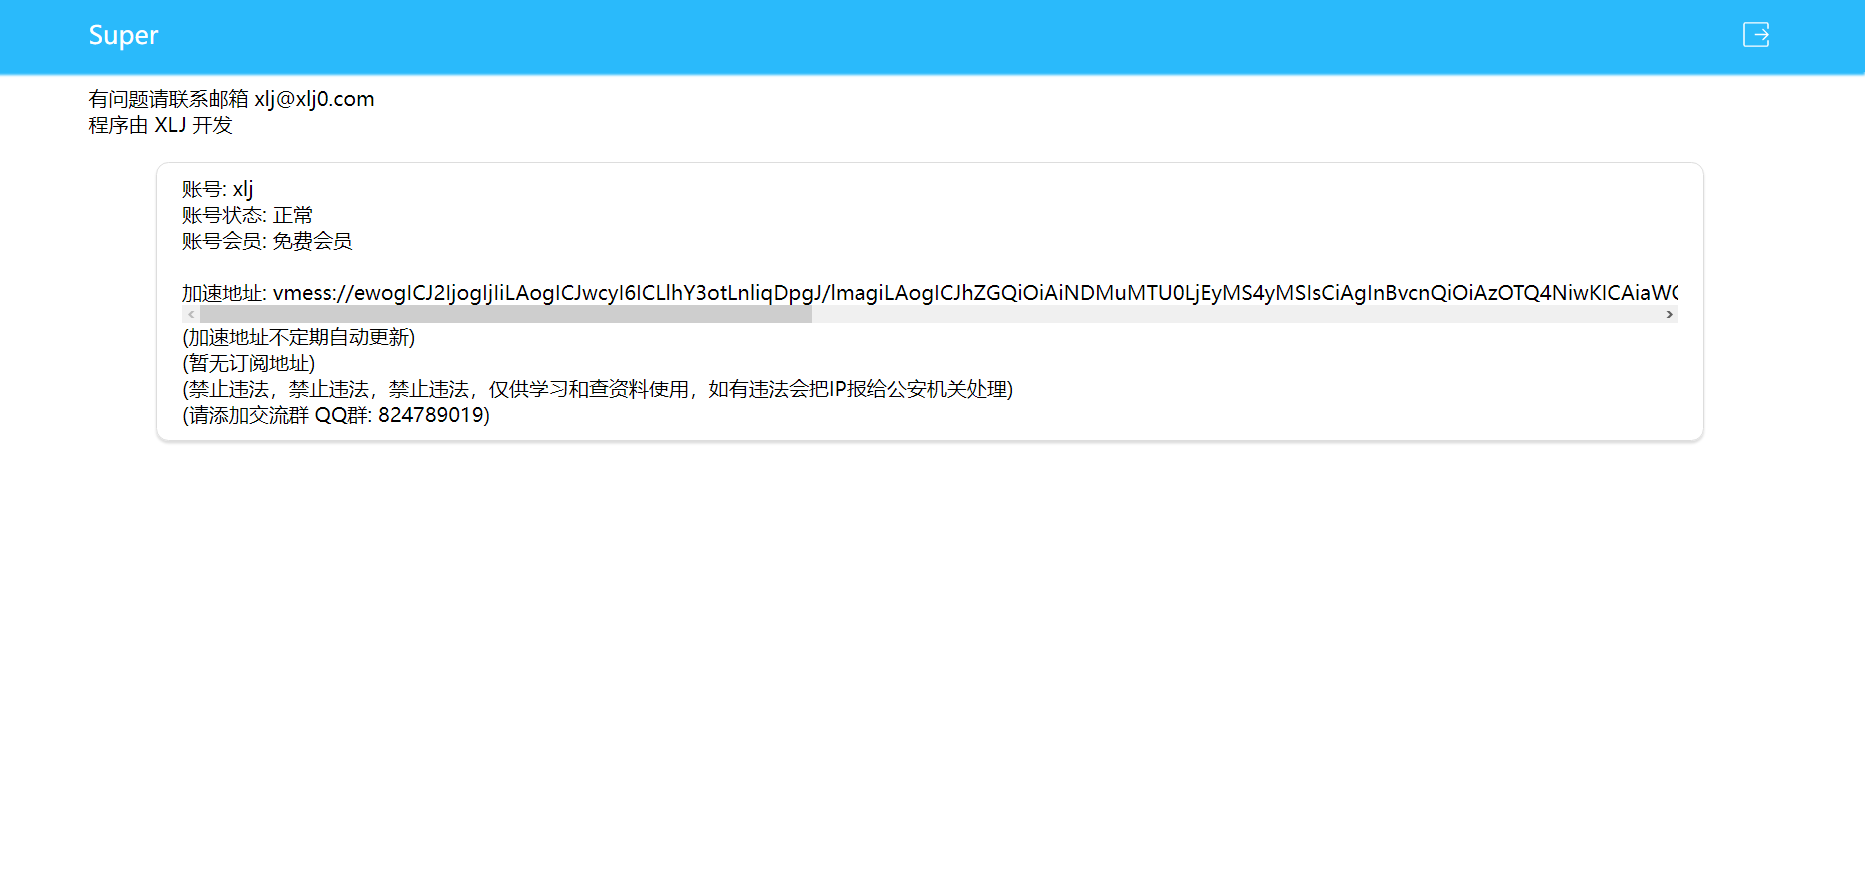 Super
有问题请联系邮箱 xlj@xlj0.com
程序由 XLJ 开发
账号: xlj
账号状态: 正常
账号会员: 免费会员
加速地址: vmess://ewogICJ2IjogIjIiLAogICJwcyI6ICLlhY3otLnliqDpgJ/lmagiLAogICJhZGQiOiAiNDMuMTU0LjEyMS4yMSIsCiAgInBvcnQiOiAzOTQ4NiwKICAiaWQ
(加速地址不定期自动更新)
(暂无订阅地址)
(禁止违法，禁止违法，禁止违法，仅供学习和查资料使用，如有违法会把IP报给公安机关处理)
(请添加交流群 QQ群: 824789019)